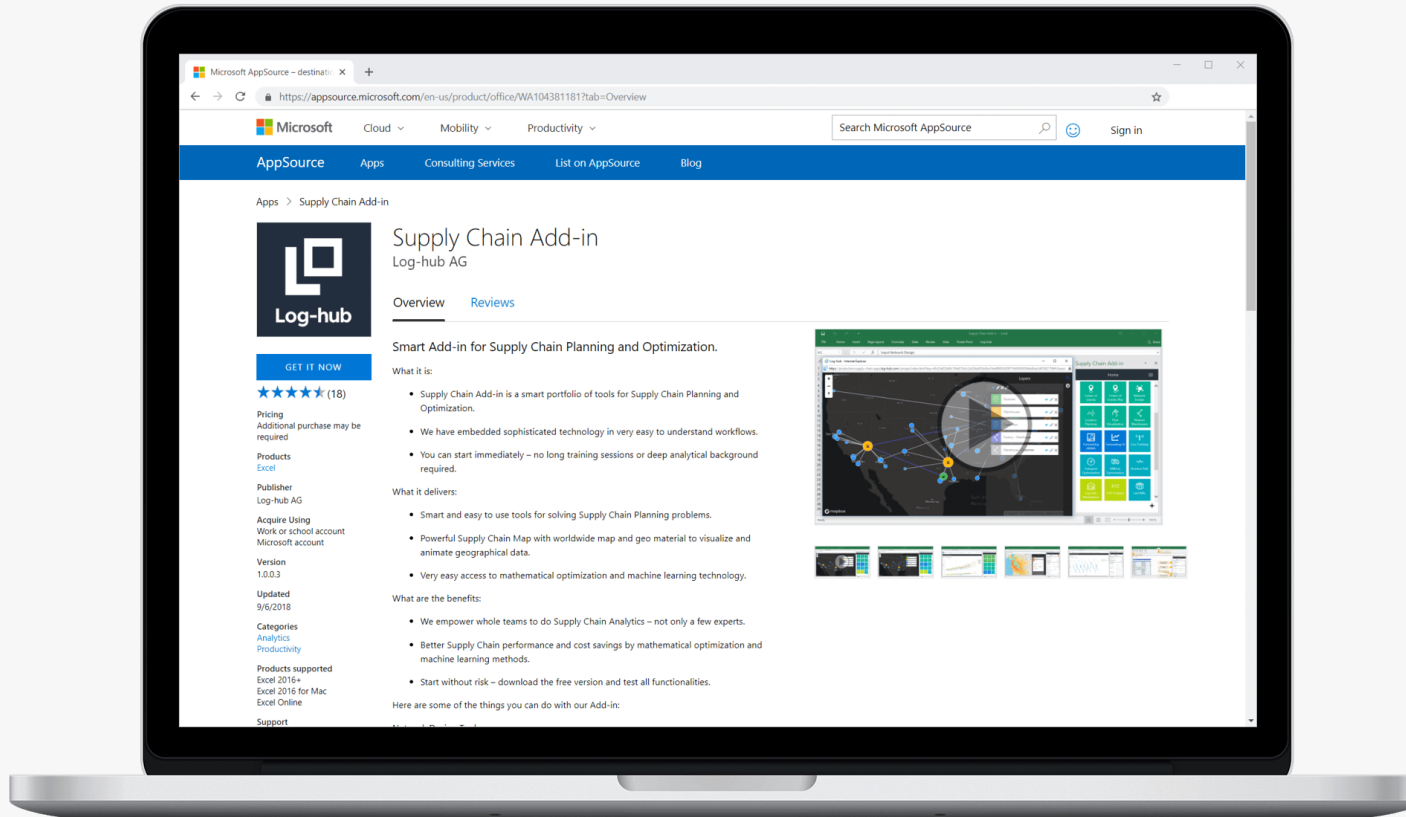 Microsoft AppSource – destinatio
https://appsource.microsoft.com/en-us/product/office/WA104381181?tab=Overview
Microsoft Cloud Mobility Productivity Search Microsoft AppSource Sign in
AppSource Apps Consulting Services List on AppSource Blog
Apps > Supply Chain Add-in
Log-hub
Supply Chain Add-in
Log-hub AG
Overview Reviews
GET IT NOW
(18)
Pricing
Additional purchase may be
required
Products
Excel
Publisher
Log-hub AG
Acquire Using
Work or school account
Microsoft account
Version
1.0.0.3
Updated
9/6/2018
Categories
Analytics
Productivity
Products supported
Excel 2016+
Excel 2016 for Mac
Excel Online
Support
Smart Add-in for Supply Chain Planning and Optimization.
What it is:
• Supply Chain Add-in is a smart portfolio of tools for Supply Chain Planning and
Optimization.
• We have embedded sophisticated technology in very easy to understand workflows.
• You can start immediately – no long training sessions or deep analytical background
required.
What it delivers:
• Smart and easy to use tools for solving Supply Chain Planning problems.
• Powerful Supply Chain Map with worldwide map and geo material to visualize and
animate geographical data.
• Very easy access to mathematical optimization and machine learning technology.
What are the benefits:
• We empower whole teams to do Supply Chain Analytics – not only a few experts.
• Better Supply Chain performance and cost savings by mathematical optimization and
machine learning methods.
• Start without risk – download the free version and test all functionalities.
Here are some of the things you can do with our Add-in:
Supply Chain Add-in
Home
Layers